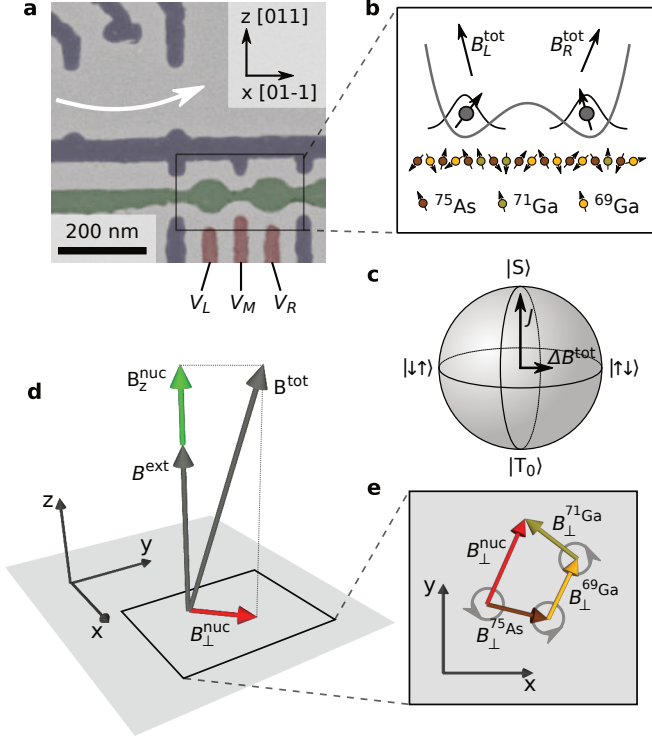 a
z [011]
x [01-1]
200 nm
V_L V_M V_R
b
B_L^tot B_R^tot
⁷⁵As ⁷¹Ga ⁶⁹Ga
c
|S⟩
J
ΔB^tot
|↓↑⟩ |↑↓⟩
|T₀⟩
d
B_z^nuc
B^tot
B^ext
z
y
x
B_⊥^nuc
e
B_⊥^71Ga
B_⊥^nuc
B_⊥^69Ga
y
B_⊥^75As
x